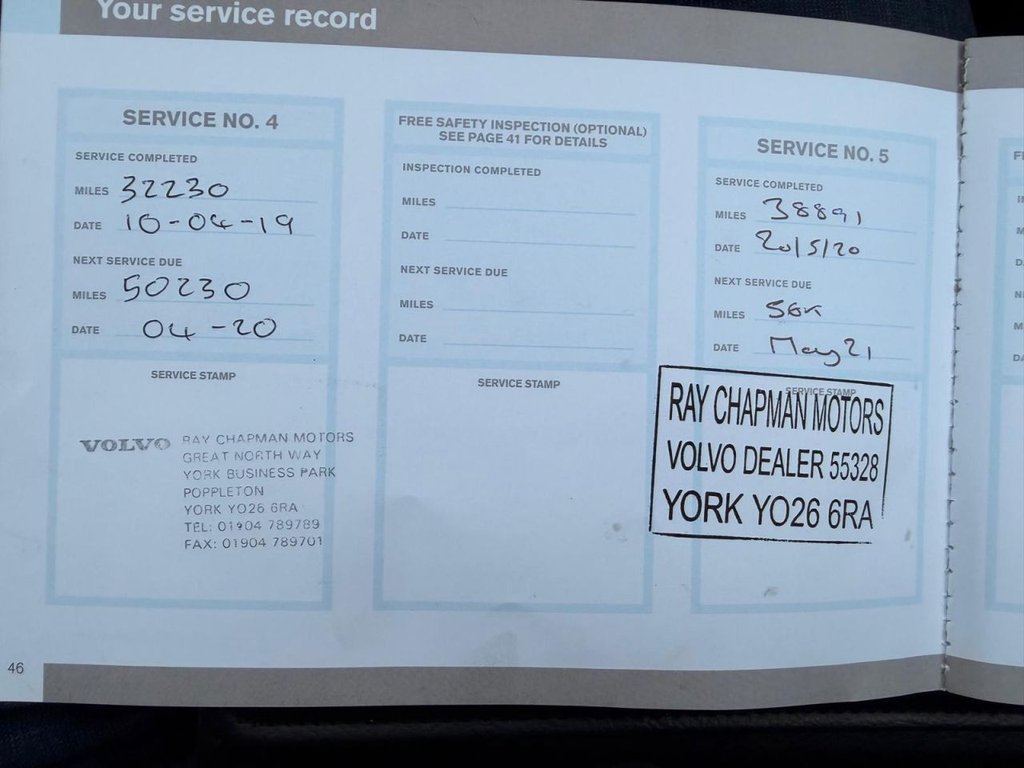 Your service record
SERVICE NO. 4
SERVICE COMPLETED
MILES 32230
DATE 10-04-19
NEXT SERVICE DUE
MILES 50230
DATE 04-20
SERVICE STAMP
VOLVO
RAY CHAPMAN MOTORS
GREAT NORTH WAY
YORK BUSINESS PARK
POPPLETON
YORK YO26 6RA
TEL: 01904 789789
FAX: 01904 789701
FREE SAFETY INSPECTION (OPTIONAL)
SEE PAGE 41 FOR DETAILS
INSPECTION COMPLETED
MILES
DATE
NEXT SERVICE DUE
MILES
DATE
SERVICE STAMP
SERVICE NO. 5
SERVICE COMPLETED
MILES 38891
DATE 20/5/20
NEXT SERVICE DUE
MILES 56K
DATE May 21
SERVICE STAMP
RAY CHAPMAN MOTORS
VOLVO DEALER 55328
YORK YO26 6RA
46